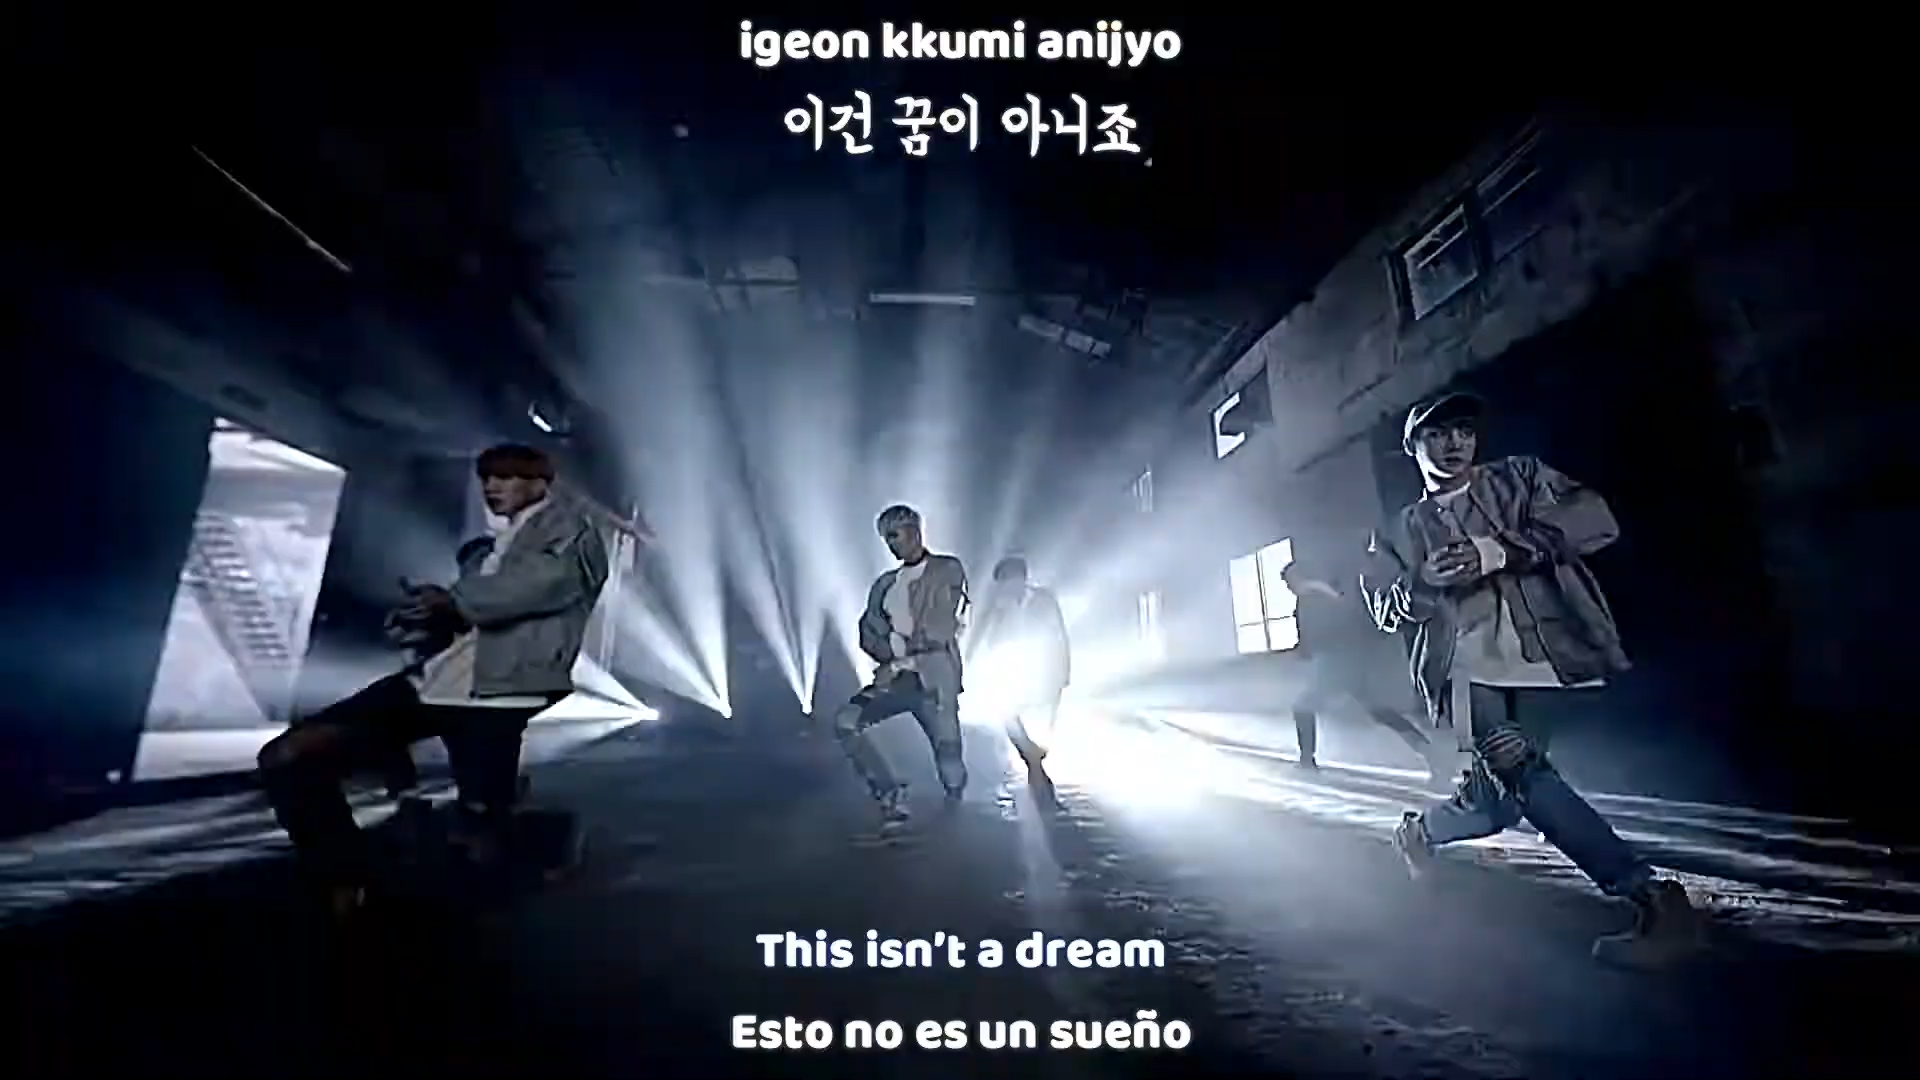 igeon kkumi anijyo
이건 꿈이 아니죠
This isn't a dream
Esto no es un sueño